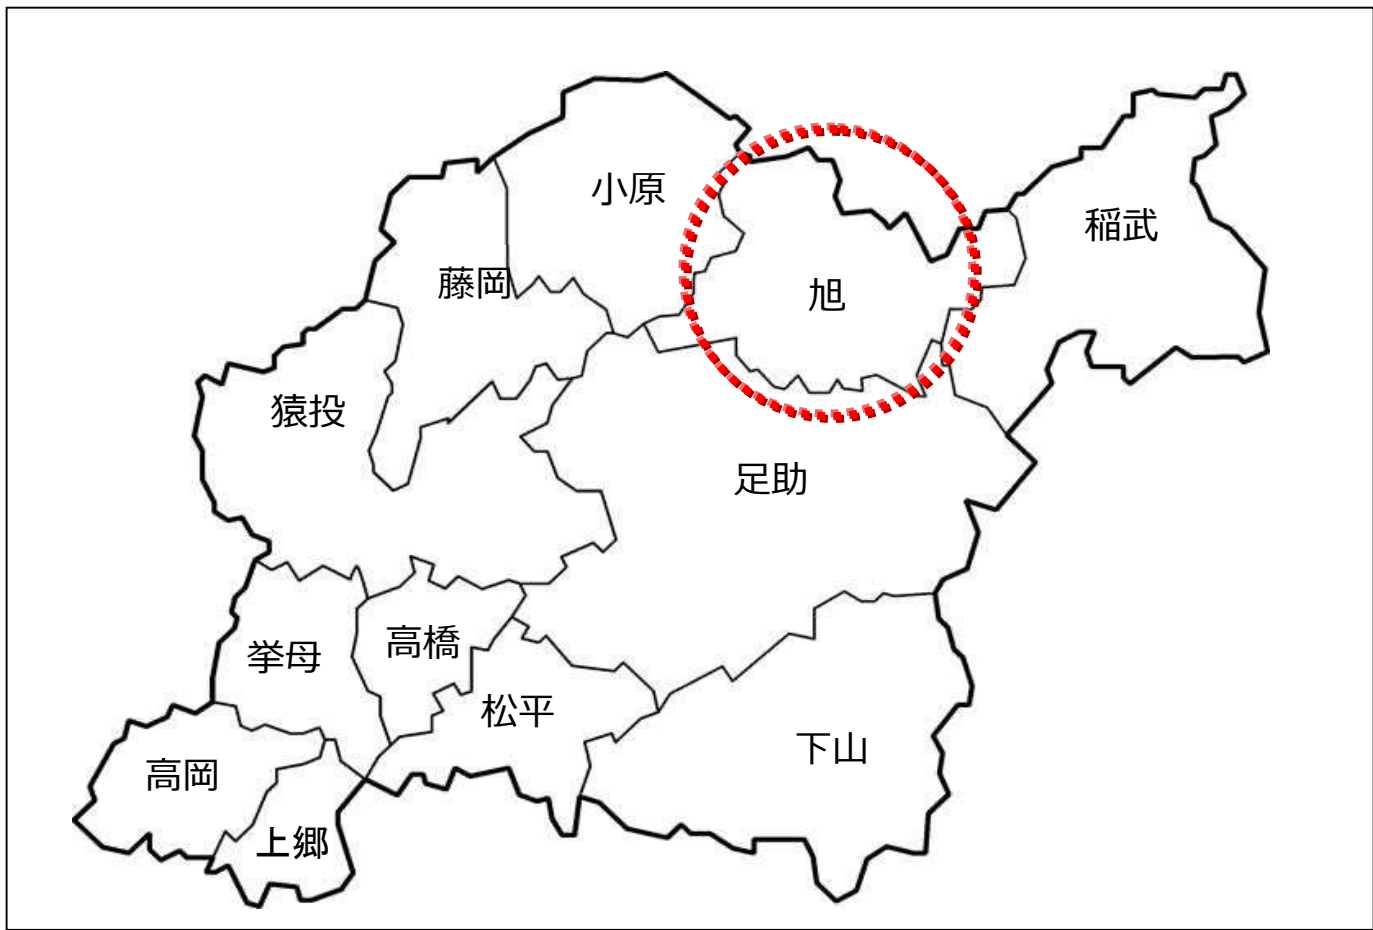 小原
稲武
藤岡
旭
猿投
足助
高橋
挙母
松平
下山
高岡
上郷